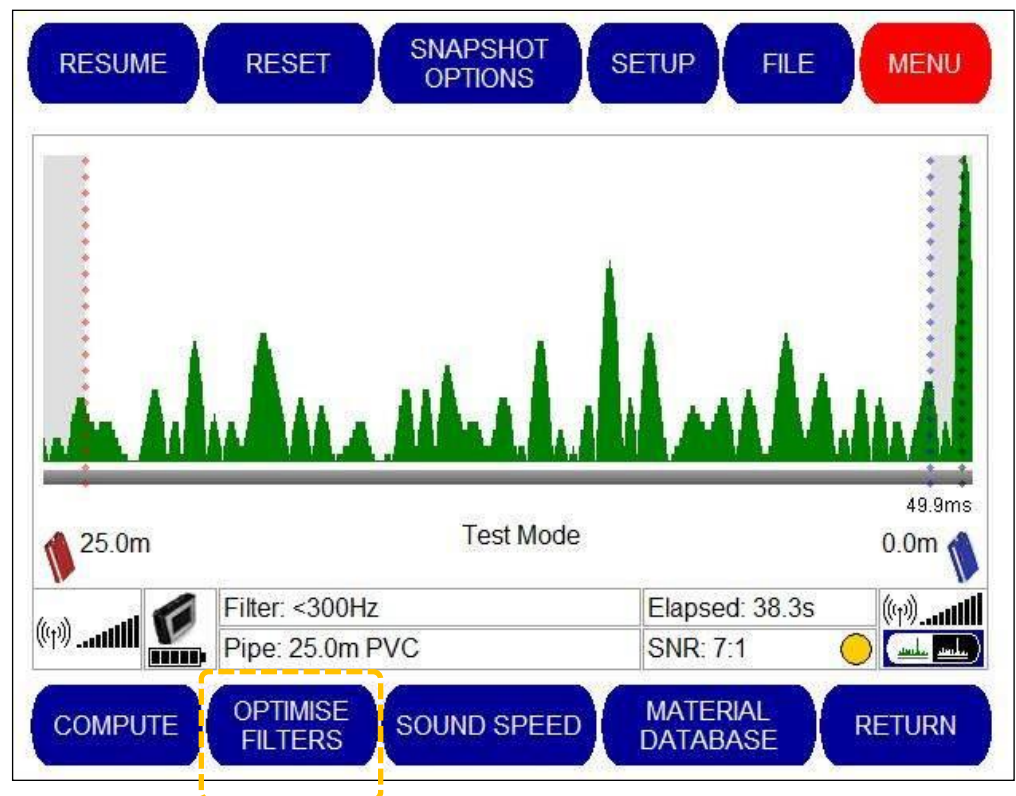 RESUME
RESET
SNAPSHOT
OPTIONS
SETUP
FILE
MENU
49.9ms
25.0m
Test Mode
0.0m
Filter: <300Hz
Elapsed: 38.3s
Pipe: 25.0m PVC
SNR: 7:1
COMPUTE
OPTIMISE
FILTERS
SOUND SPEED
MATERIAL
DATABASE
RETURN